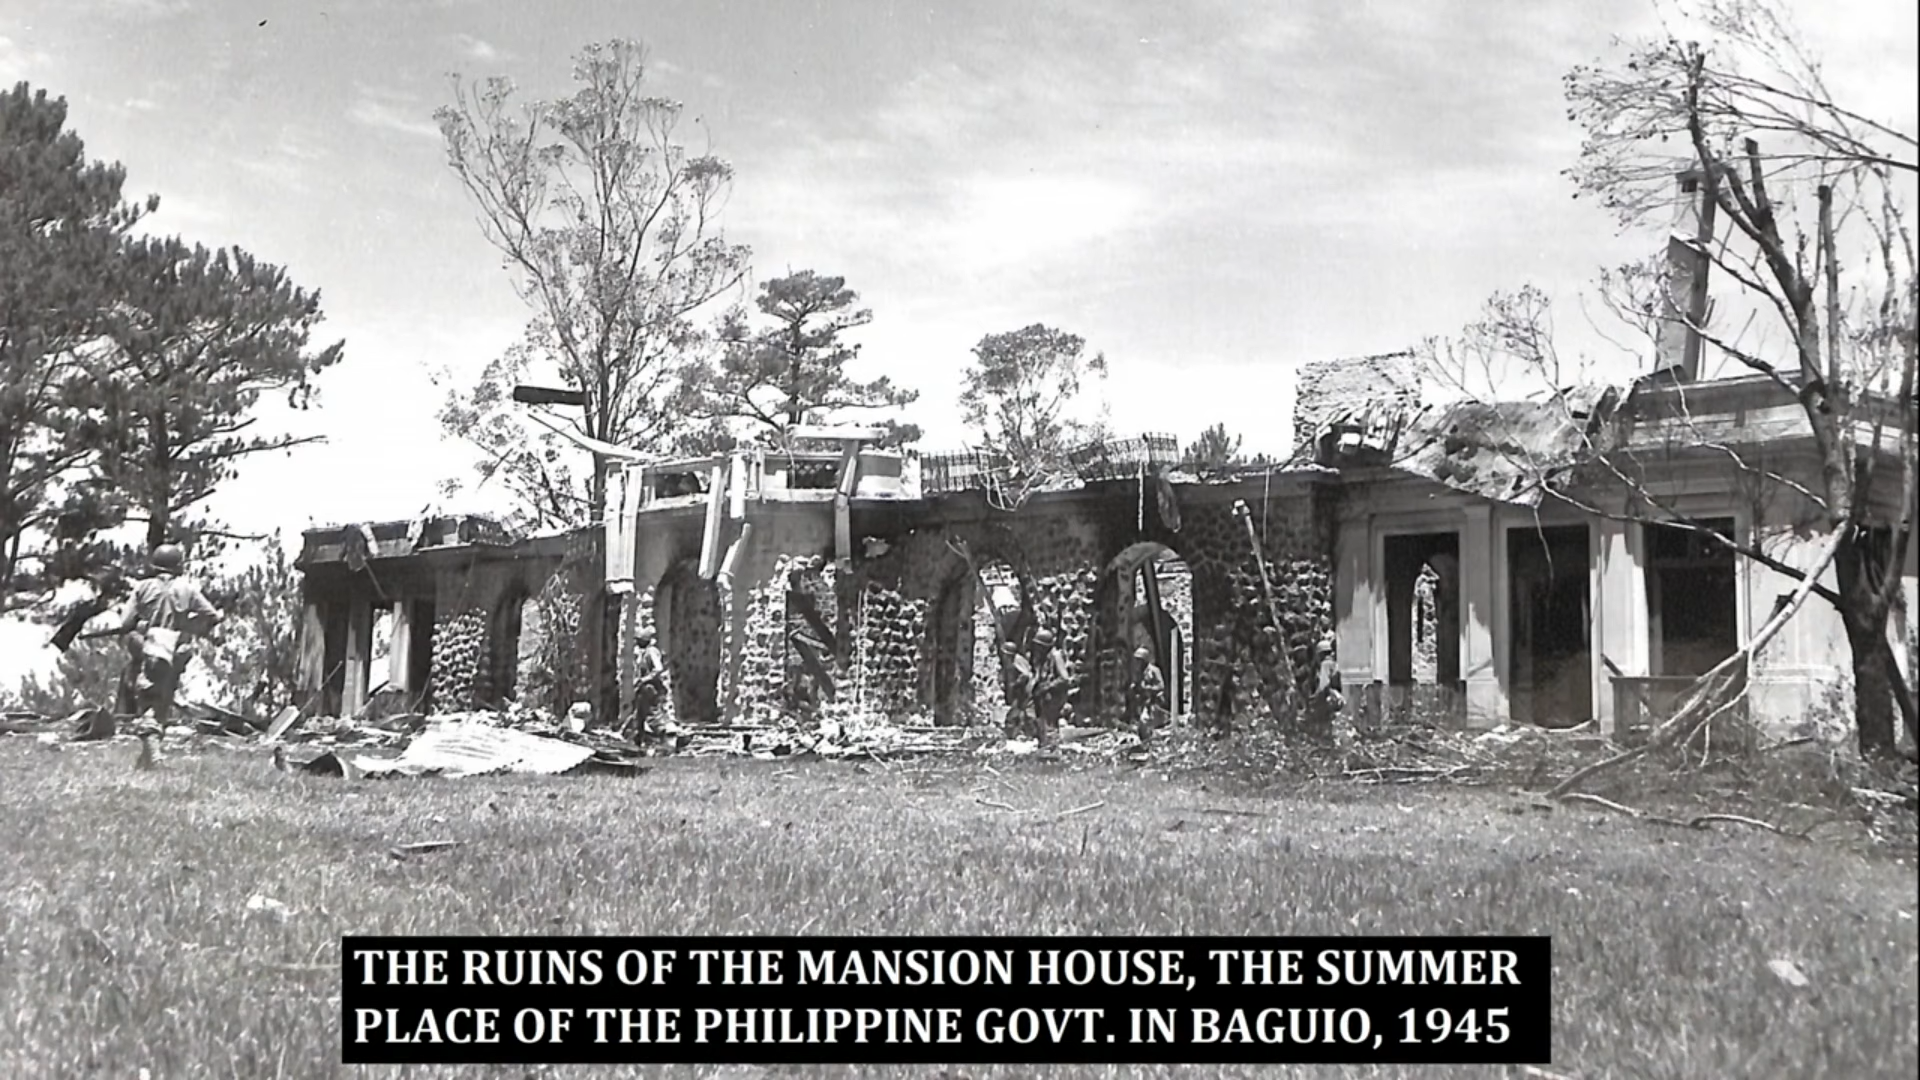 THE RUINS OF THE MANSION HOUSE, THE SUMMER
PLACE OF THE PHILIPPINE GOVT. IN BAGUIO, 1945